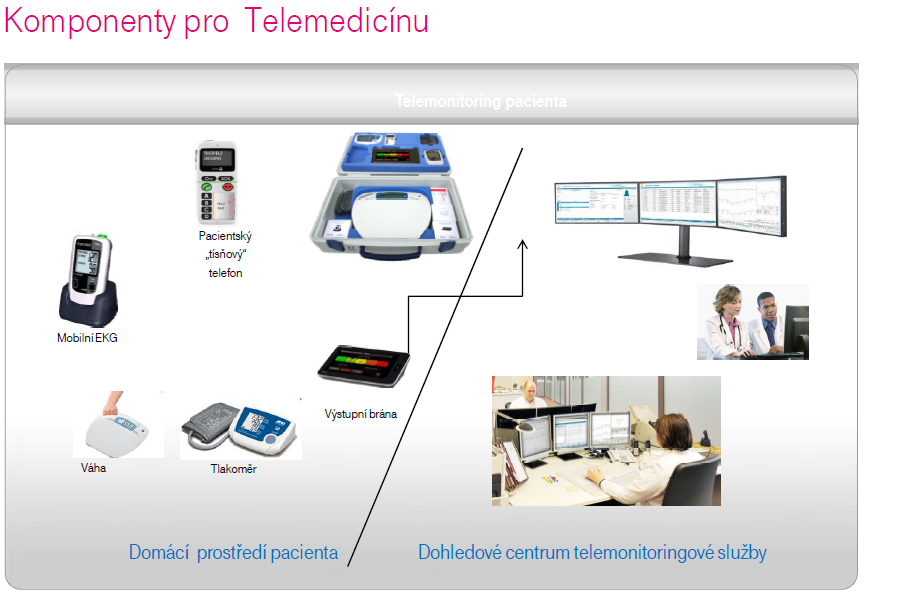 Komponenty pro  Telemedicínu
Telemonitoring pacienta
Pacientský
„tísňový“
telefon
Mobilní EKG
Výstupní brána
Váha
Tlakoměr
Domácí  prostředí pacienta
Dohledové centrum telemonitoringové služby